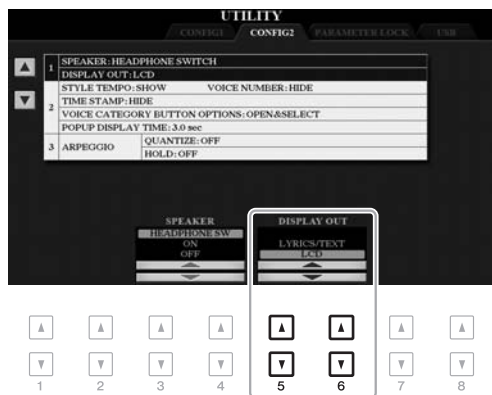 UTILITY
CONFIG1 CONFIG2 PARAMETER LOCK USB
1 SPEAKER:HEADPHONE SWITCH
DISPLAY OUT:LCD
2 STYLE TEMPO:SHOW VOICE NUMBER:HIDE
TIME STAMP:HIDE
VOICE CATEGORY BUTTON OPTIONS:OPEN&SELECT
POPUP DISPLAY TIME:3.0 sec
3 ARPEGGIO QUANTIZE:OFF
HOLD:OFF
SPEAKER DISPLAY OUT
HEADPHONE SW
ON LYRICS/TEXT
OFF LCD
1 2 3 4 5 6 7 8